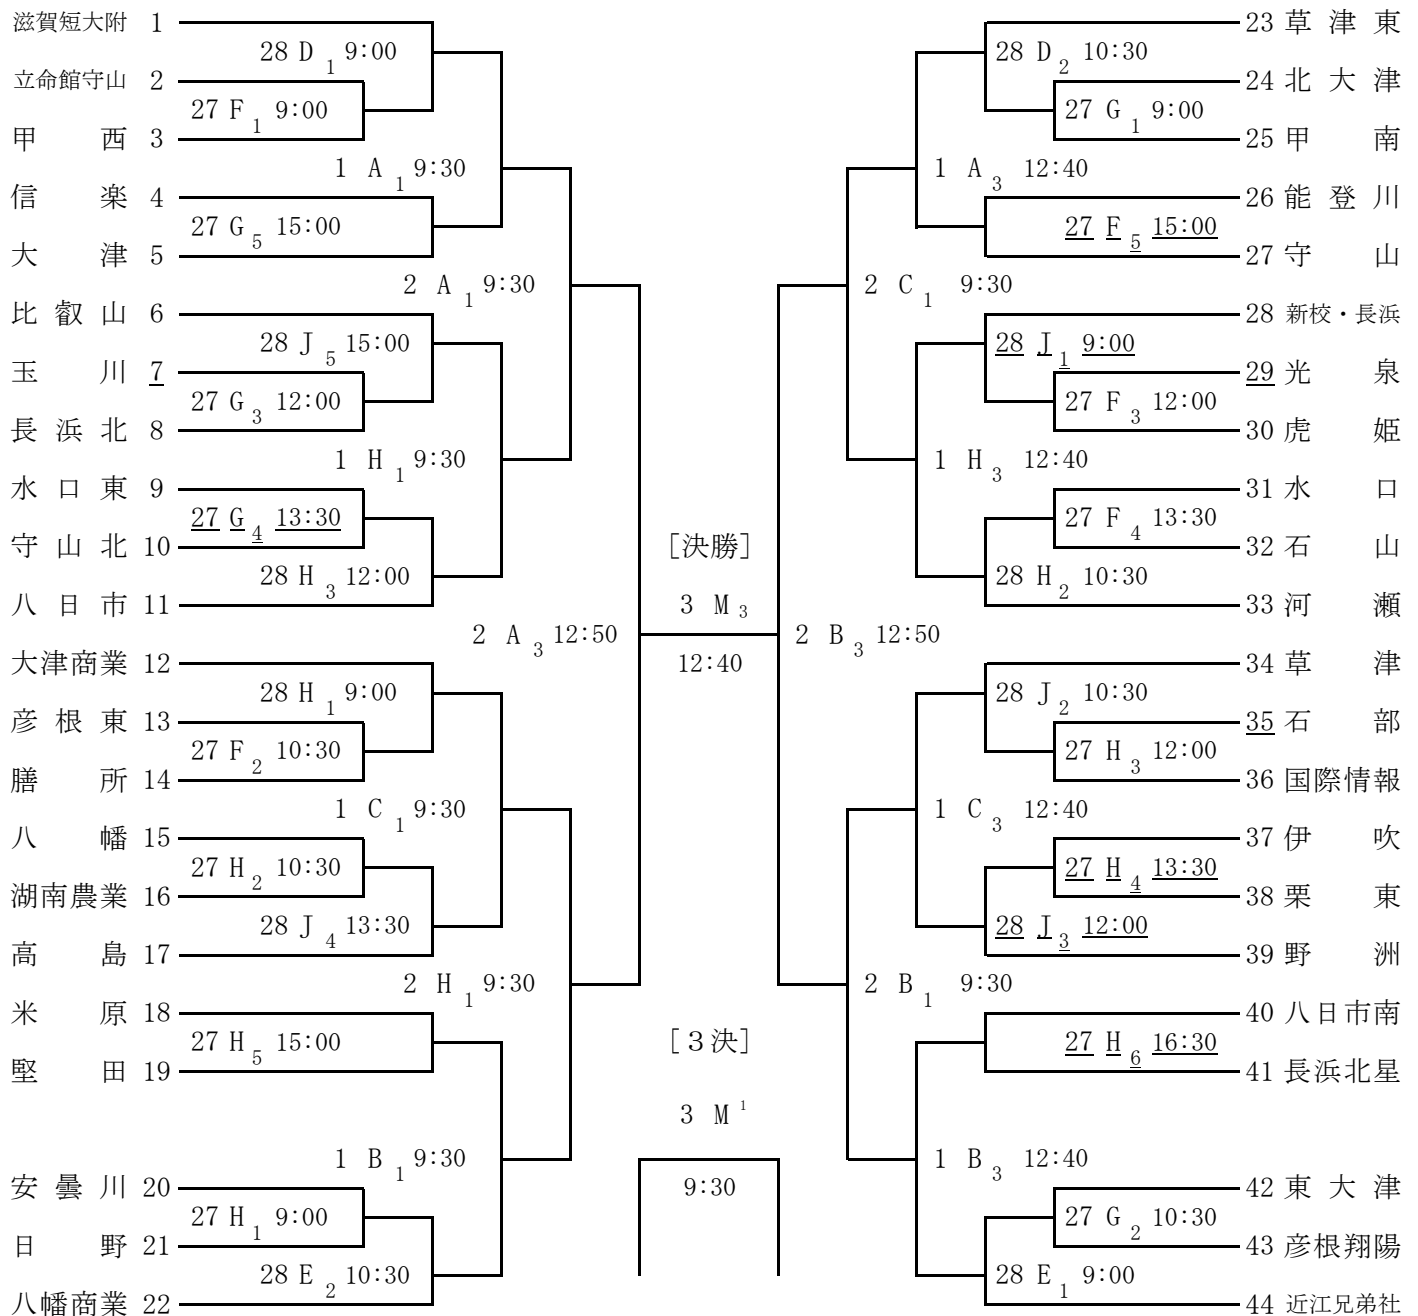 滋賀短大附 1
28 D 1 9:00
立命館守山 2
27 F 1 9:00
甲西 3
1 A 1 9:30
信楽 4
27 G 5 15:00
大津 5
2 A 1 9:30
比叡山 6
28 J 5 15:00
玉川 7
27 G 3 12:00
長浜北 8
1 H 1 9:30
水口東 9
27 G 4 13:30
守山北 10
28 H 3 12:00
八日市 11
2 A 3 12:50
大津商業 12
28 H 1 9:00
彦根東 13
27 F 2 10:30
膳所 14
1 C 1 9:30
八幡 15
27 H 2 10:30
湖南農業 16
28 J 4 13:30
高島 17
2 H 1 9:30
米原 18
27 H 5 15:00
堅田 19
1 B 1 9:30
安曇川 20
27 H 1 9:00
日野 21
28 E 2 10:30
八幡商業 22
[決勝]
3 M 3
12:40
[3決]
3 M 1
9:30
23 草津東
28 D 2 10:30
24 北大津
27 G 1 9:00
25 甲南
1 A 3 12:40
26 能登川
27 F 5 15:00
27 守山
2 C 1 9:30
28 新校・長浜
28 J 1 9:00
29 光泉
27 F 3 12:00
30 虎姫
1 H 3 12:40
31 水口
27 F 4 13:30
32 石山
28 H 2 10:30
33 河瀬
2 B 3 12:50
34 草津
28 J 2 10:30
35 石部
27 H 3 12:00
36 国際情報
1 C 3 12:40
37 伊吹
27 H 4 13:30
38 栗東
28 J 3 12:00
39 野洲
2 B 1 9:30
40 八日市南
27 H 6 16:30
41 長浜北星
1 B 3 12:40
42 東大津
27 G 2 10:30
43 彦根翔陽
28 E 1 9:00
44 近江兄弟社